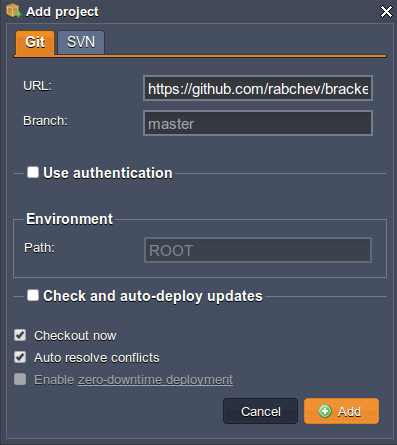 Add project
Git SVN
URL: https://github.com/rabchev/bracke
Branch: master
Use authentication
Environment
Path: ROOT
Check and auto-deploy updates
Checkout now
Auto resolve conflicts
Enable zero-downtime deployment
Cancel Add